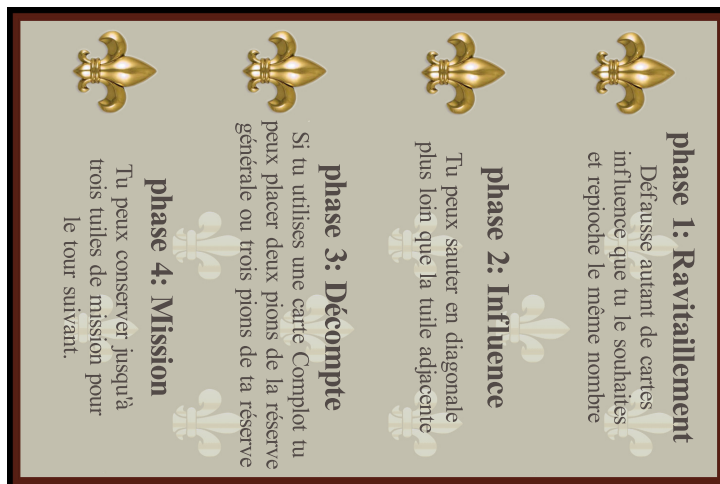 phase 1: Ravitaillement
Défausse autant de cartes
influence que tu le souhaites
et repioche le même nombre
phase 2: Influence
Tu peux sauter en diagonale
plus loin que la tuile adjacente
phase 3: Décompte
Si tu utilises une carte Complot tu
peux placer deux pions de la réserve
générale ou trois pions de ta réserve
phase 4: Mission
Tu peux conserver jusqu'à
trois tuiles de mission pour
le tour suivant.